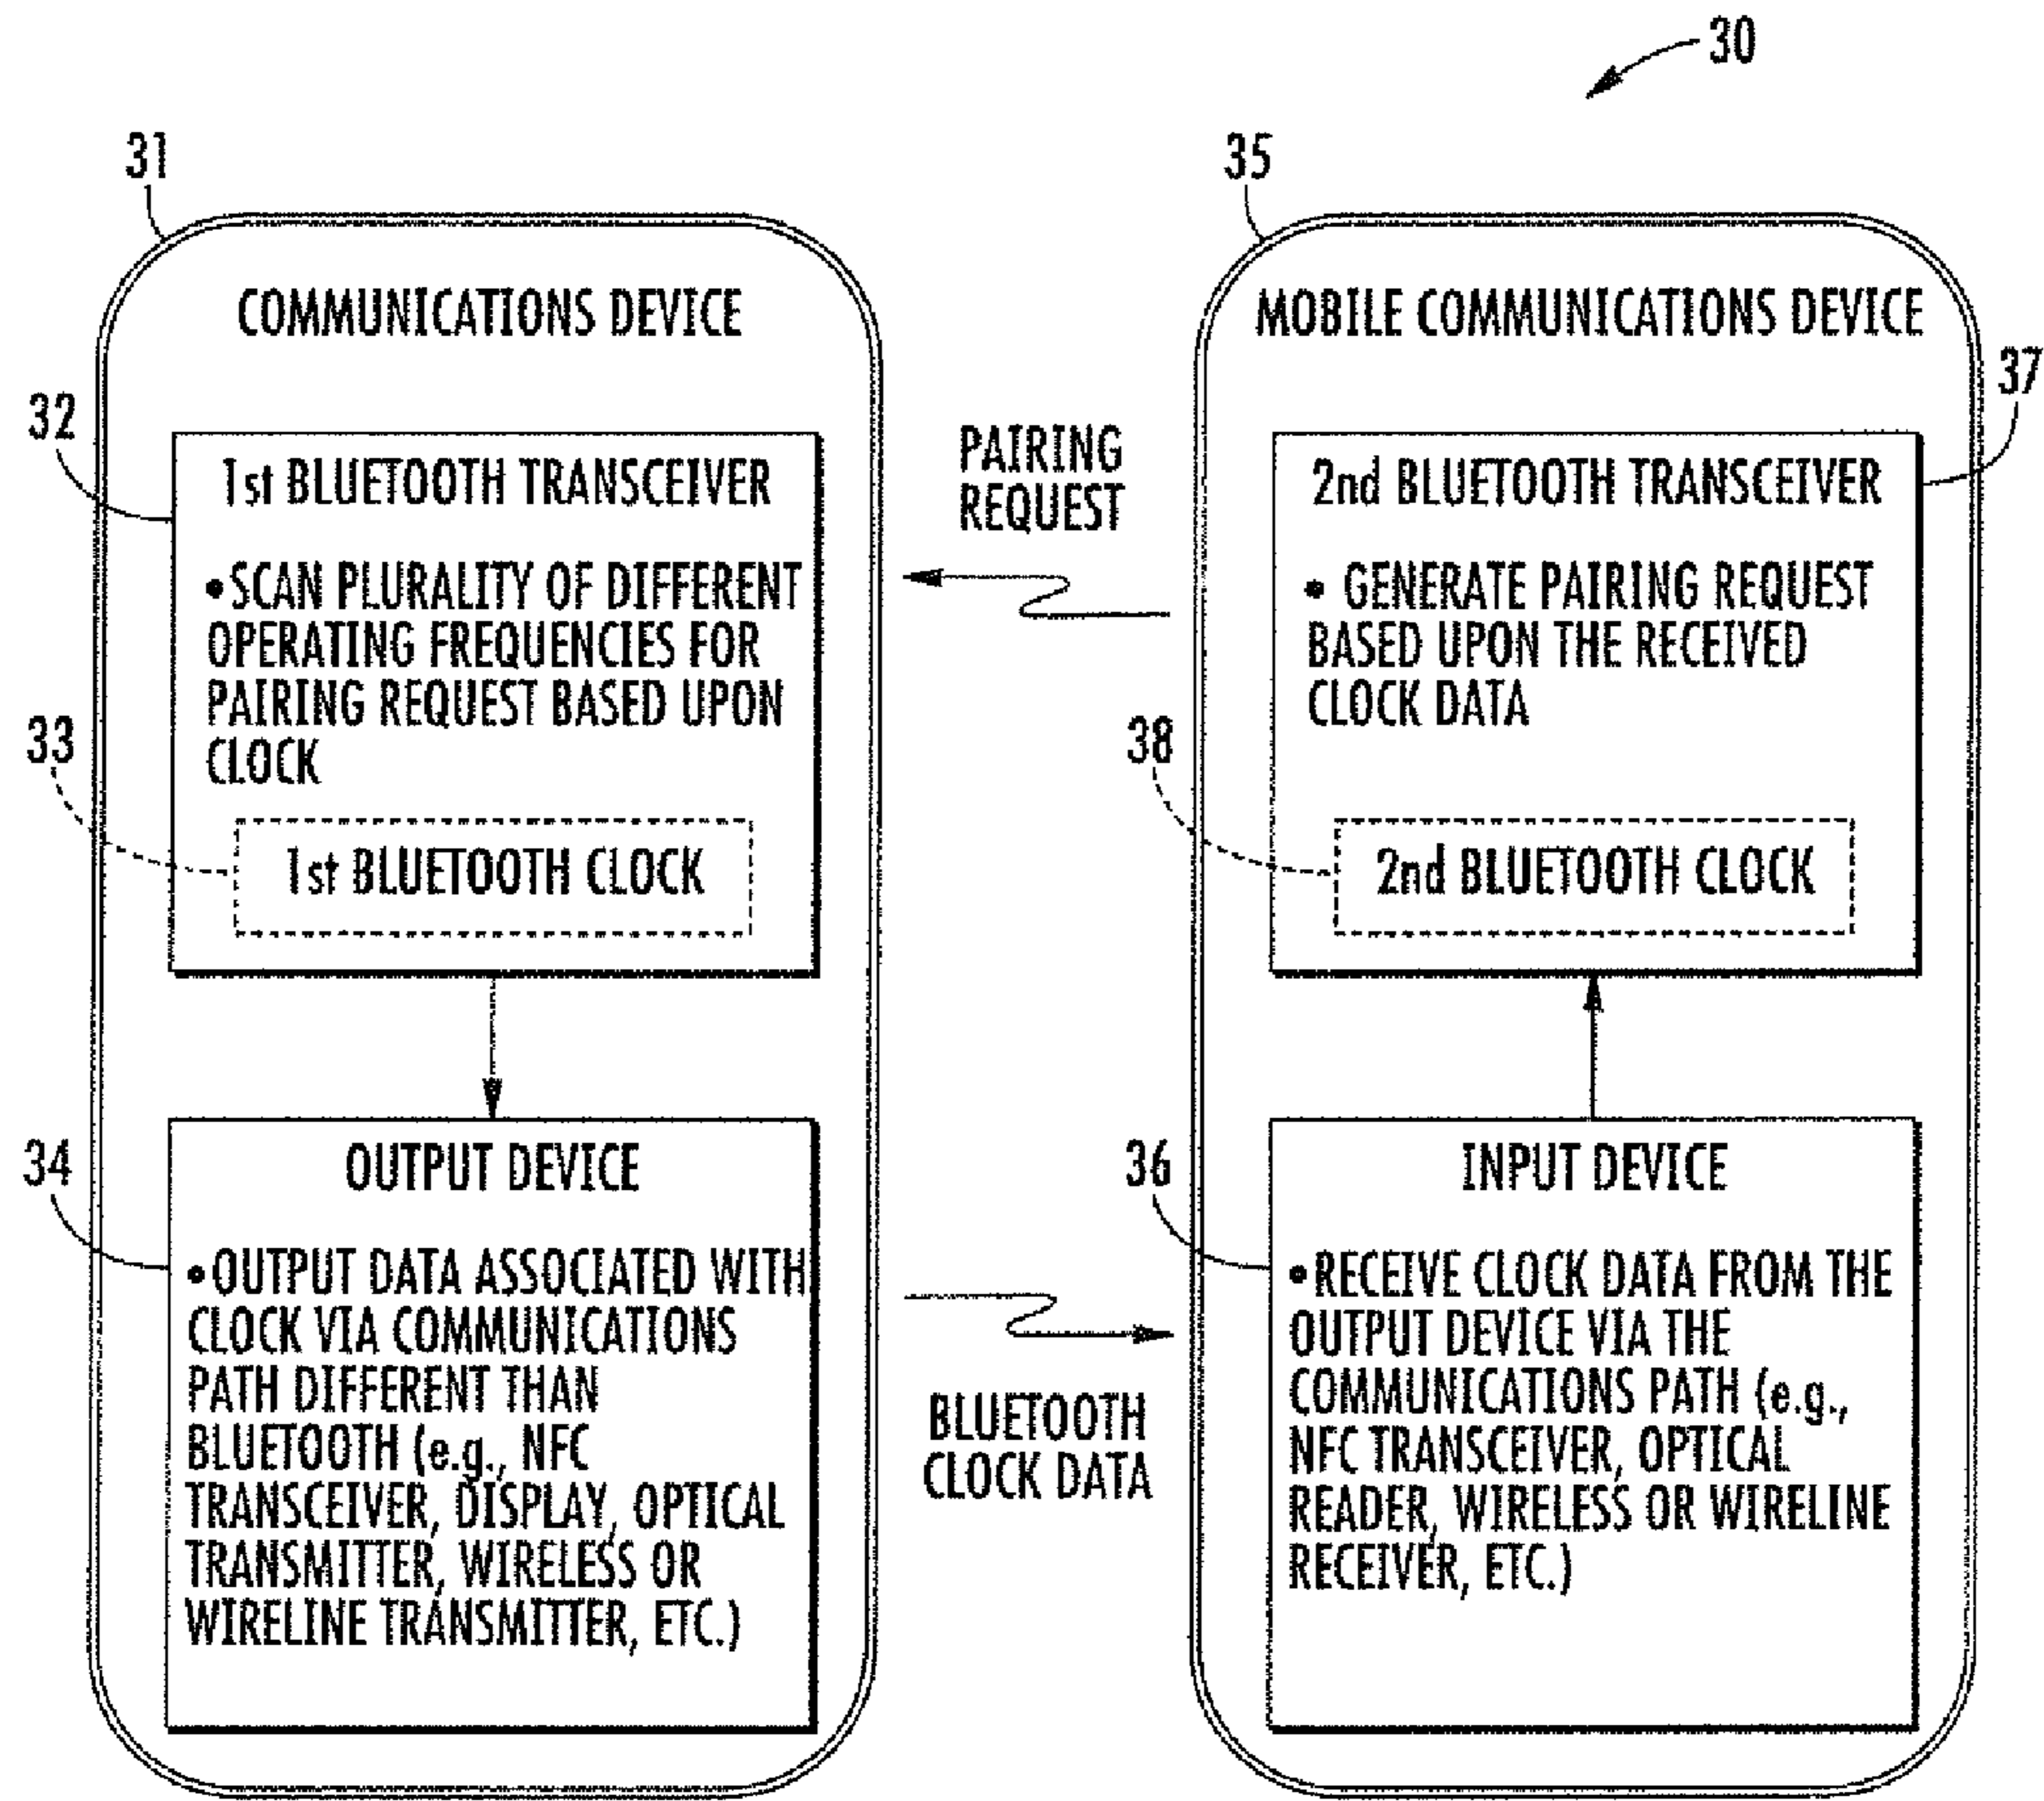 30
31
COMMUNICATIONS DEVICE
32
1st BLUETOOTH TRANSCEIVER
•SCAN PLURALITY OF DIFFERENT
OPERATING FREQUENCIES FOR
PAIRING REQUEST BASED UPON
CLOCK
33
1st BLUETOOTH CLOCK
34
OUTPUT DEVICE
•OUTPUT DATA ASSOCIATED WITH
CLOCK VIA COMMUNICATIONS
PATH DIFFERENT THAN
BLUETOOTH (e.g., NFC
TRANSCEIVER, DISPLAY, OPTICAL
TRANSMITTER, WIRELESS OR
WIRELINE TRANSMITTER, ETC.)
PAIRING
REQUEST
BLUETOOTH
CLOCK DATA
35
MOBILE COMMUNICATIONS DEVICE
37
2nd BLUETOOTH TRANSCEIVER
• GENERATE PAIRING REQUEST
BASED UPON THE RECEIVED
CLOCK DATA
38
2nd BLUETOOTH CLOCK
36
INPUT DEVICE
•RECEIVE CLOCK DATA FROM THE
OUTPUT DEVICE VIA THE
COMMUNICATIONS PATH (e.g.,
NFC TRANSCEIVER, OPTICAL
READER, WIRELESS OR WIRELINE
RECEIVER, ETC.)